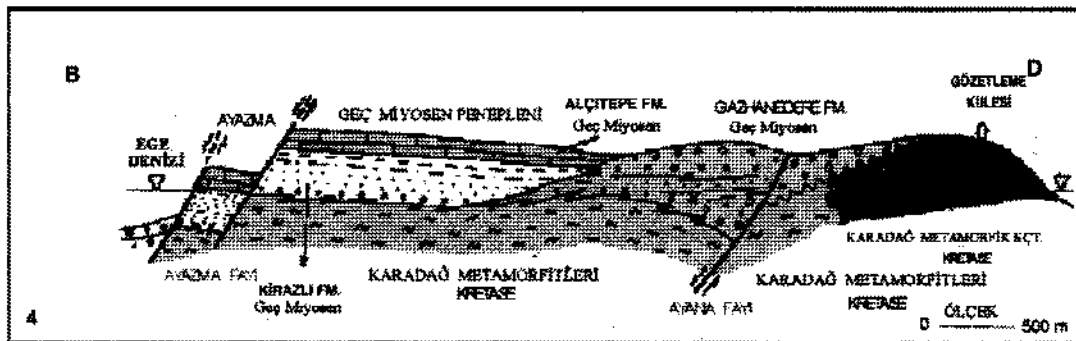 B
D
GÖZETLEME
KULESİ
AYAZMA
GEÇ MİYOSEN PENEPLENİ
ALÇITEPE FM.
Geç Miyosen
GAZHANEDERE FM.
Geç Miyosen
EGE
DENİZİ
AYAZMA FAYI
KİRAZLI FM.
Geç Miyosen
KARADAĞ METAMORFİTLERİ
KRETASE
FAYI
KARADAĞ METAMORFİK
KRETASE
KARADAĞ METAMORFİTLERİ
KRETASE
4
ÖLÇEK
0 500 m